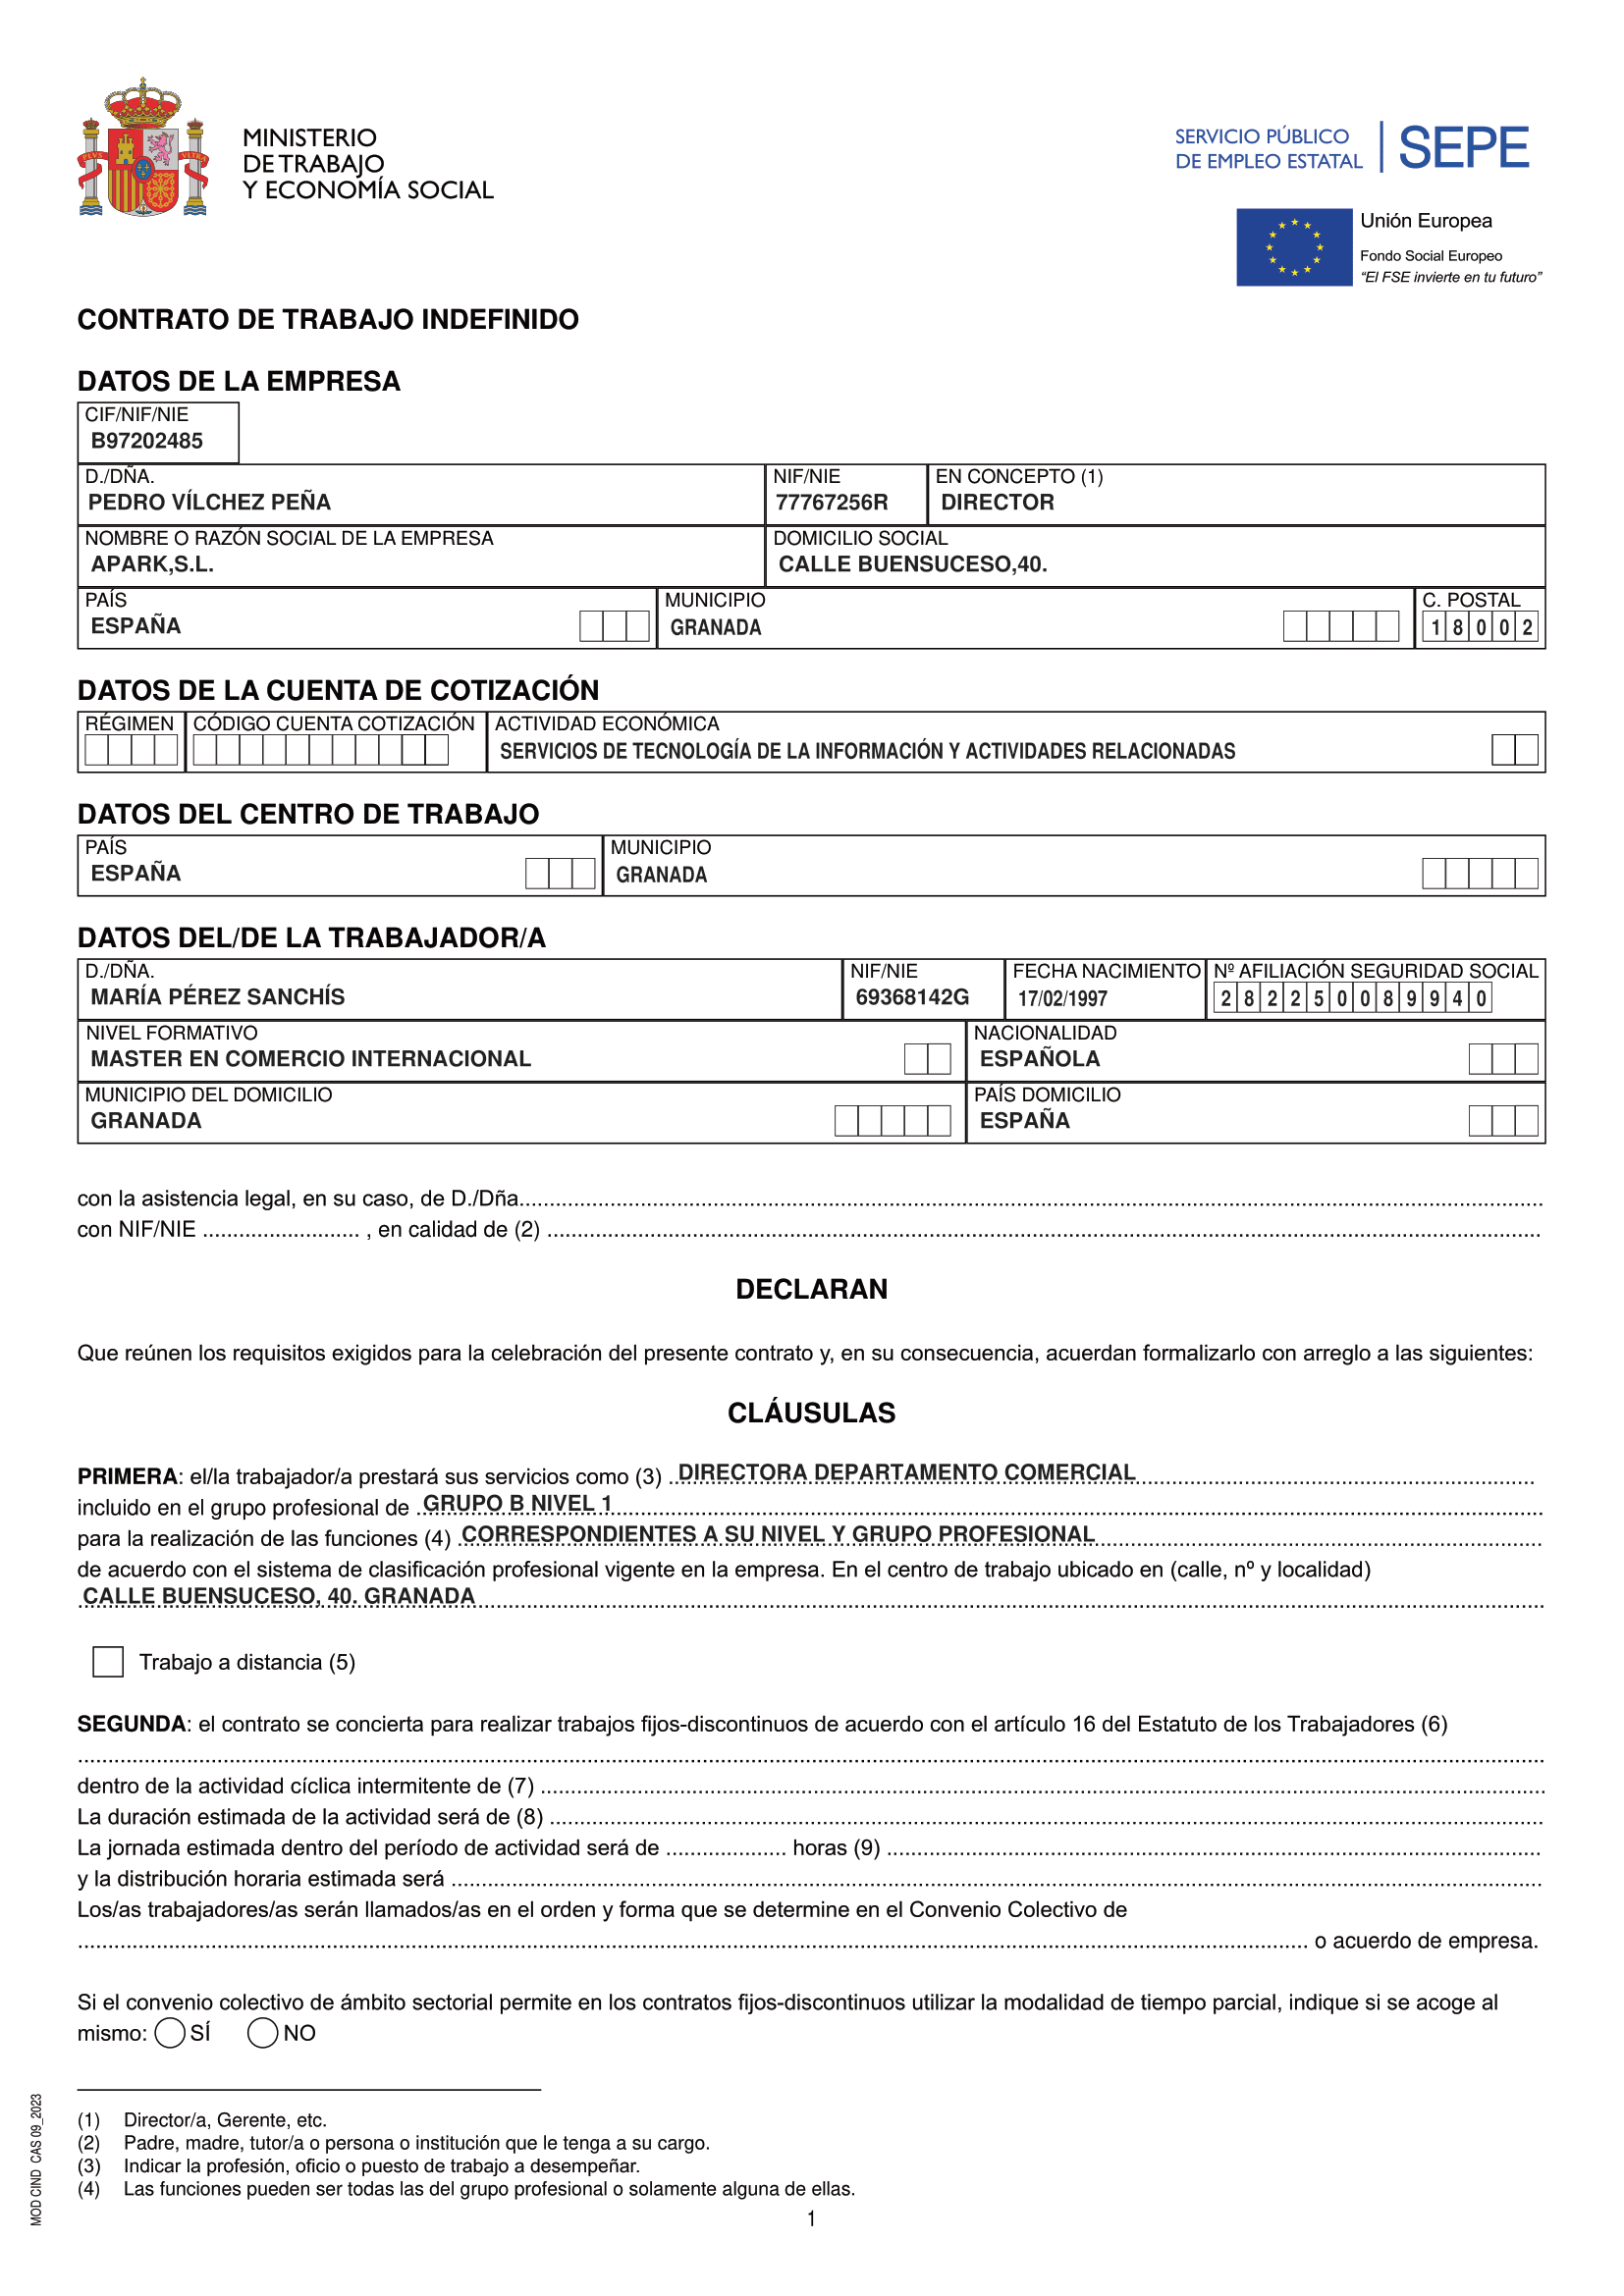 MINISTERIO
DE TRABAJO
Y ECONOMÍA SOCIAL
PLVS VLTRA
SERVICIO PÚBLICO
DE EMPLEO ESTATAL
SEPE
Unión Europea
Fondo Social Europeo
“El FSE invierte en tu futuro”
CONTRATO DE TRABAJO INDEFINIDO
DATOS DE LA EMPRESA
CIF/NIF/NIE
B97202485
D./DÑA. NIF/NIE EN CONCEPTO (1)
PEDRO VÍLCHEZ PEÑA 77767256R DIRECTOR
NOMBRE O RAZÓN SOCIAL DE LA EMPRESA DOMICILIO SOCIAL
APARK,S.L. CALLE BUENSUCESO,40.
PAÍS MUNICIPIO C. POSTAL
ESPAÑA GRANADA 18002
DATOS DE LA CUENTA DE COTIZACIÓN
RÉGIMEN CÓDIGO CUENTA COTIZACIÓN ACTIVIDAD ECONÓMICA
SERVICIOS DE TECNOLOGÍA DE LA INFORMACIÓN Y ACTIVIDADES RELACIONADAS
DATOS DEL CENTRO DE TRABAJO
PAÍS MUNICIPIO
ESPAÑA GRANADA
DATOS DEL/DE LA TRABAJADOR/A
D./DÑA. NIF/NIE FECHA NACIMIENTO Nº AFILIACIÓN SEGURIDAD SOCIAL
MARÍA PÉREZ SANCHÍS 69368142G 17/02/1997 282250089940
NIVEL FORMATIVO NACIONALIDAD
MASTER EN COMERCIO INTERNACIONAL ESPAÑOLA
MUNICIPIO DEL DOMICILIO PAÍS DOMICILIO
GRANADA ESPAÑA
con la asistencia legal, en su caso, de D./Dña.
con NIF/NIE .......................... , en calidad de (2)
DECLARAN
Que reúnen los requisitos exigidos para la celebración del presente contrato y, en su consecuencia, acuerdan formalizarlo con arreglo a las siguientes:
CLÁUSULAS
PRIMERA: el/la trabajador/a prestará sus servicios como (3) DIRECTORA DEPARTAMENTO COMERCIAL
incluido en el grupo profesional de GRUPO B NIVEL 1
para la realización de las funciones (4) CORRESPONDIENTES A SU NIVEL Y GRUPO PROFESIONAL
de acuerdo con el sistema de clasificación profesional vigente en la empresa. En el centro de trabajo ubicado en (calle, nº y localidad)
CALLE BUENSUCESO, 40. GRANADA
Trabajo a distancia (5)
SEGUNDA: el contrato se concierta para realizar trabajos fijos-discontinuos de acuerdo con el artículo 16 del Estatuto de los Trabajadores (6)
dentro de la actividad cíclica intermitente de (7)
La duración estimada de la actividad será de (8)
La jornada estimada dentro del período de actividad será de .................... horas (9)
y la distribución horaria estimada será
Los/as trabajadores/as serán llamados/as en el orden y forma que se determine en el Convenio Colectivo de
o acuerdo de empresa.
Si el convenio colectivo de ámbito sectorial permite en los contratos fijos-discontinuos utilizar la modalidad de tiempo parcial, indique si se acoge al
mismo: SÍ NO
(1) Director/a, Gerente, etc.
(2) Padre, madre, tutor/a o persona o institución que le tenga a su cargo.
(3) Indicar la profesión, oficio o puesto de trabajo a desempeñar.
(4) Las funciones pueden ser todas las del grupo profesional o solamente alguna de ellas.
1
MOD CIND CAS 09_2023